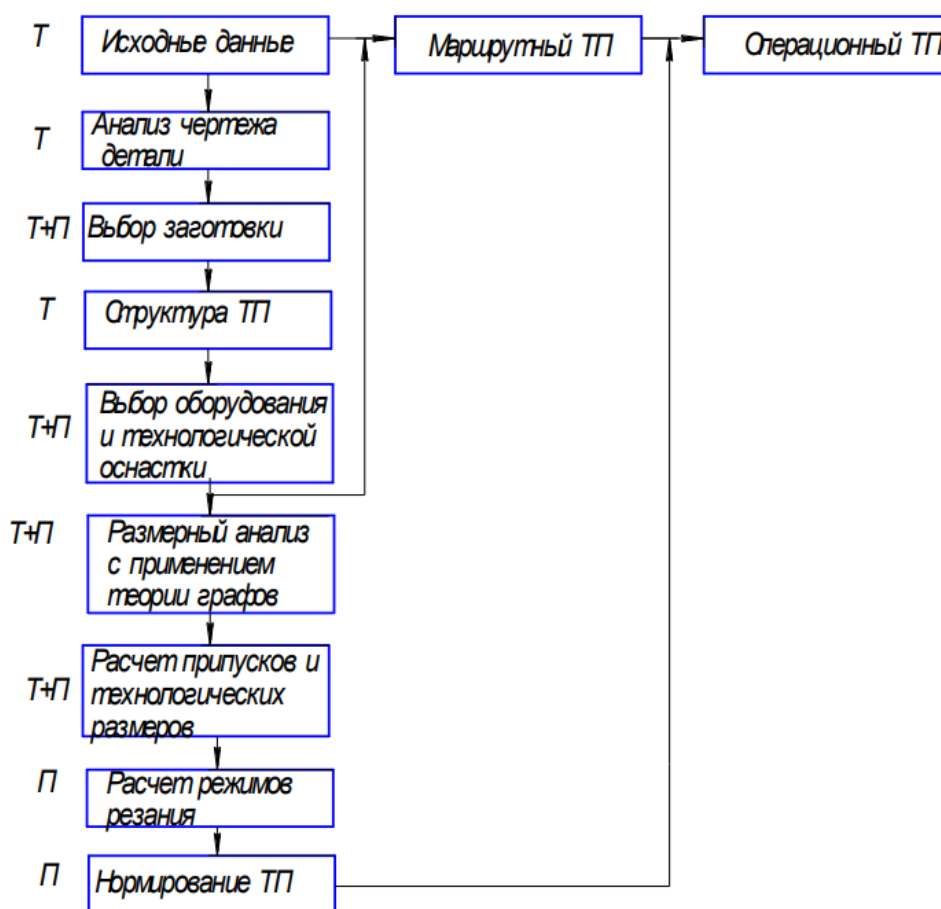 Т Исходные данные Маршрутный ТП Операционный ТП
Т Анализ чертежа
детали
Т+П Выбор заготовки
Т Структура ТП
Т+П Выбор оборудования
и технологической
оснастки
Т+П Размерный анализ
с применением
теории графов
Т+П Расчет припусков и
технологических
размеров
П Расчет режимов
резания
П Нормирование ТП